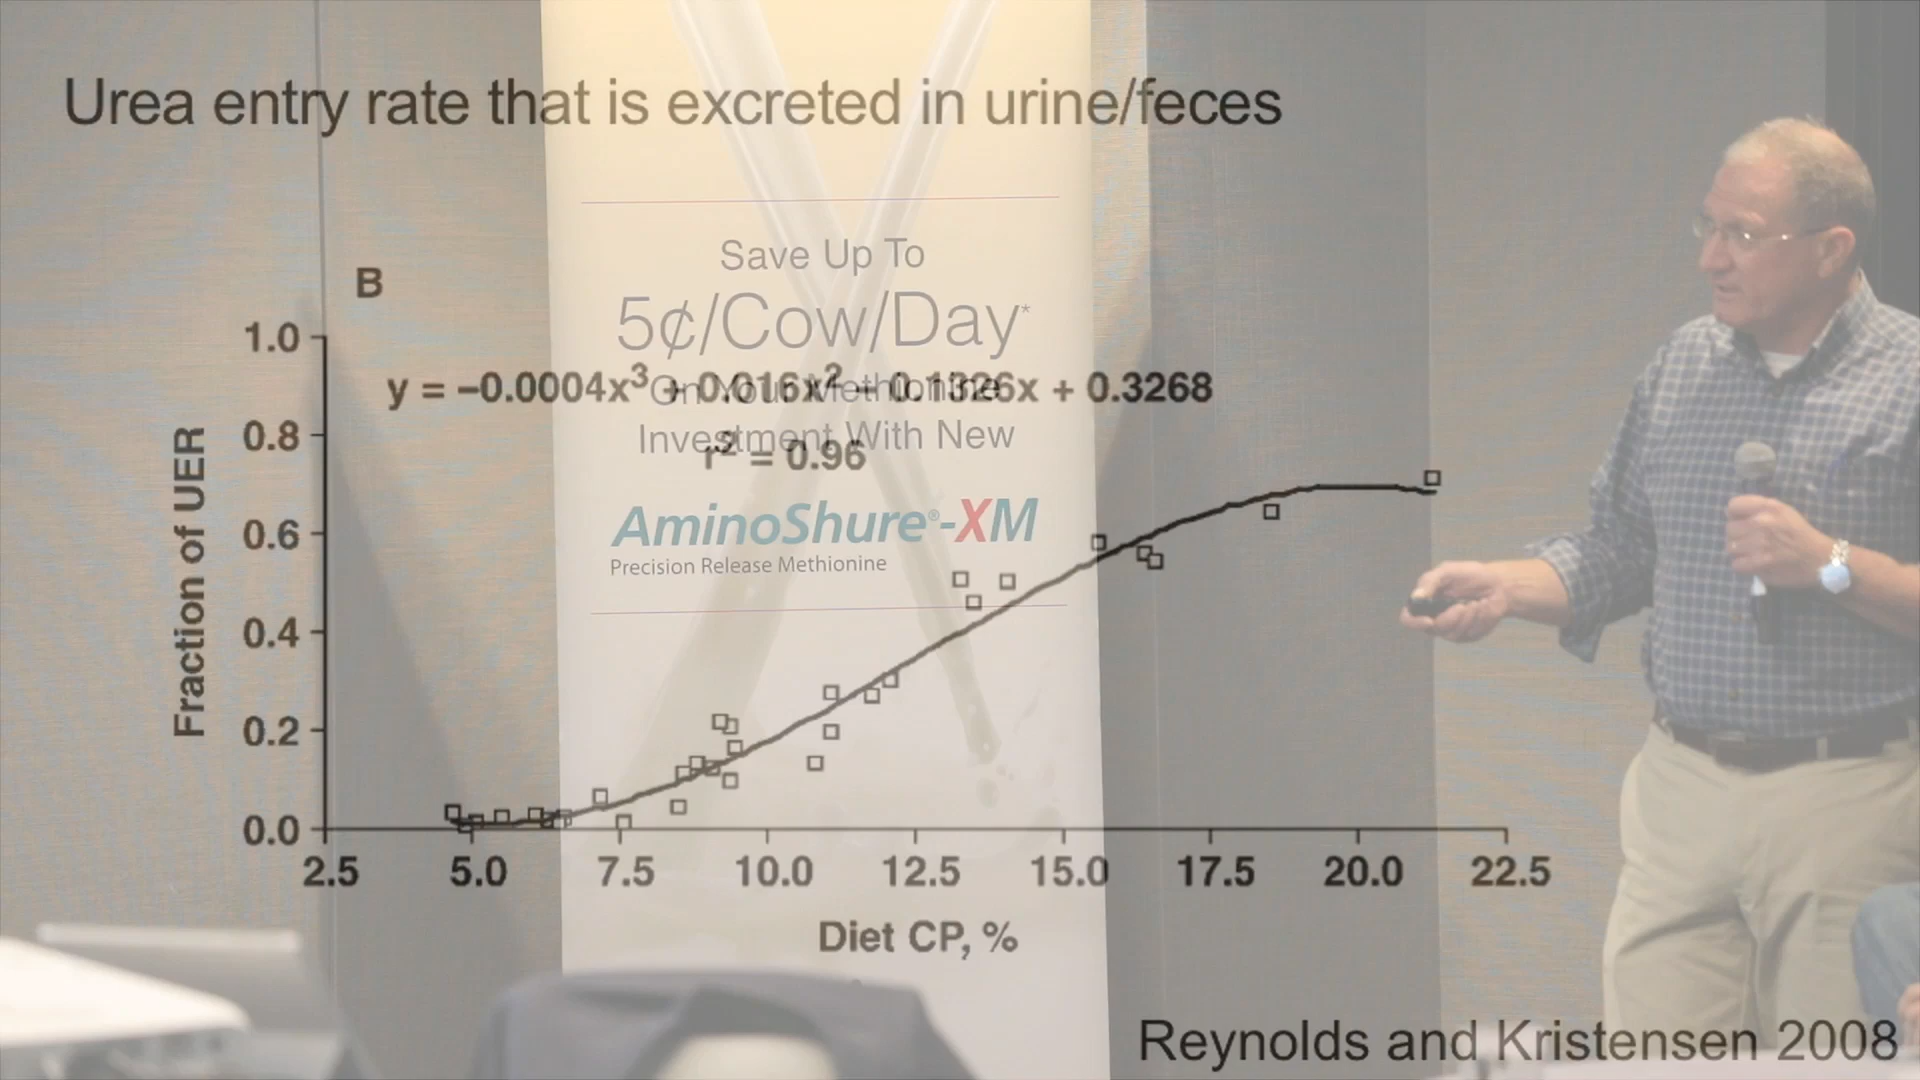 Urea entry rate that is excreted in urine/feces
B
1.0
0.8
0.6
0.4
0.2
0.0
Fraction of UER
y = −0.0004x³ + 0.016x² − 0.1326x + 0.3268
r² = 0.96
2.5 5.0 7.5 10.0 12.5 15.0 17.5 20.0 22.5
Diet CP, %
Reynolds and Kristensen 2008
Save Up To
5¢/Cow/Day*
On Your Methionine
Investment With New
AminoShure®-XM
Precision Release Methionine